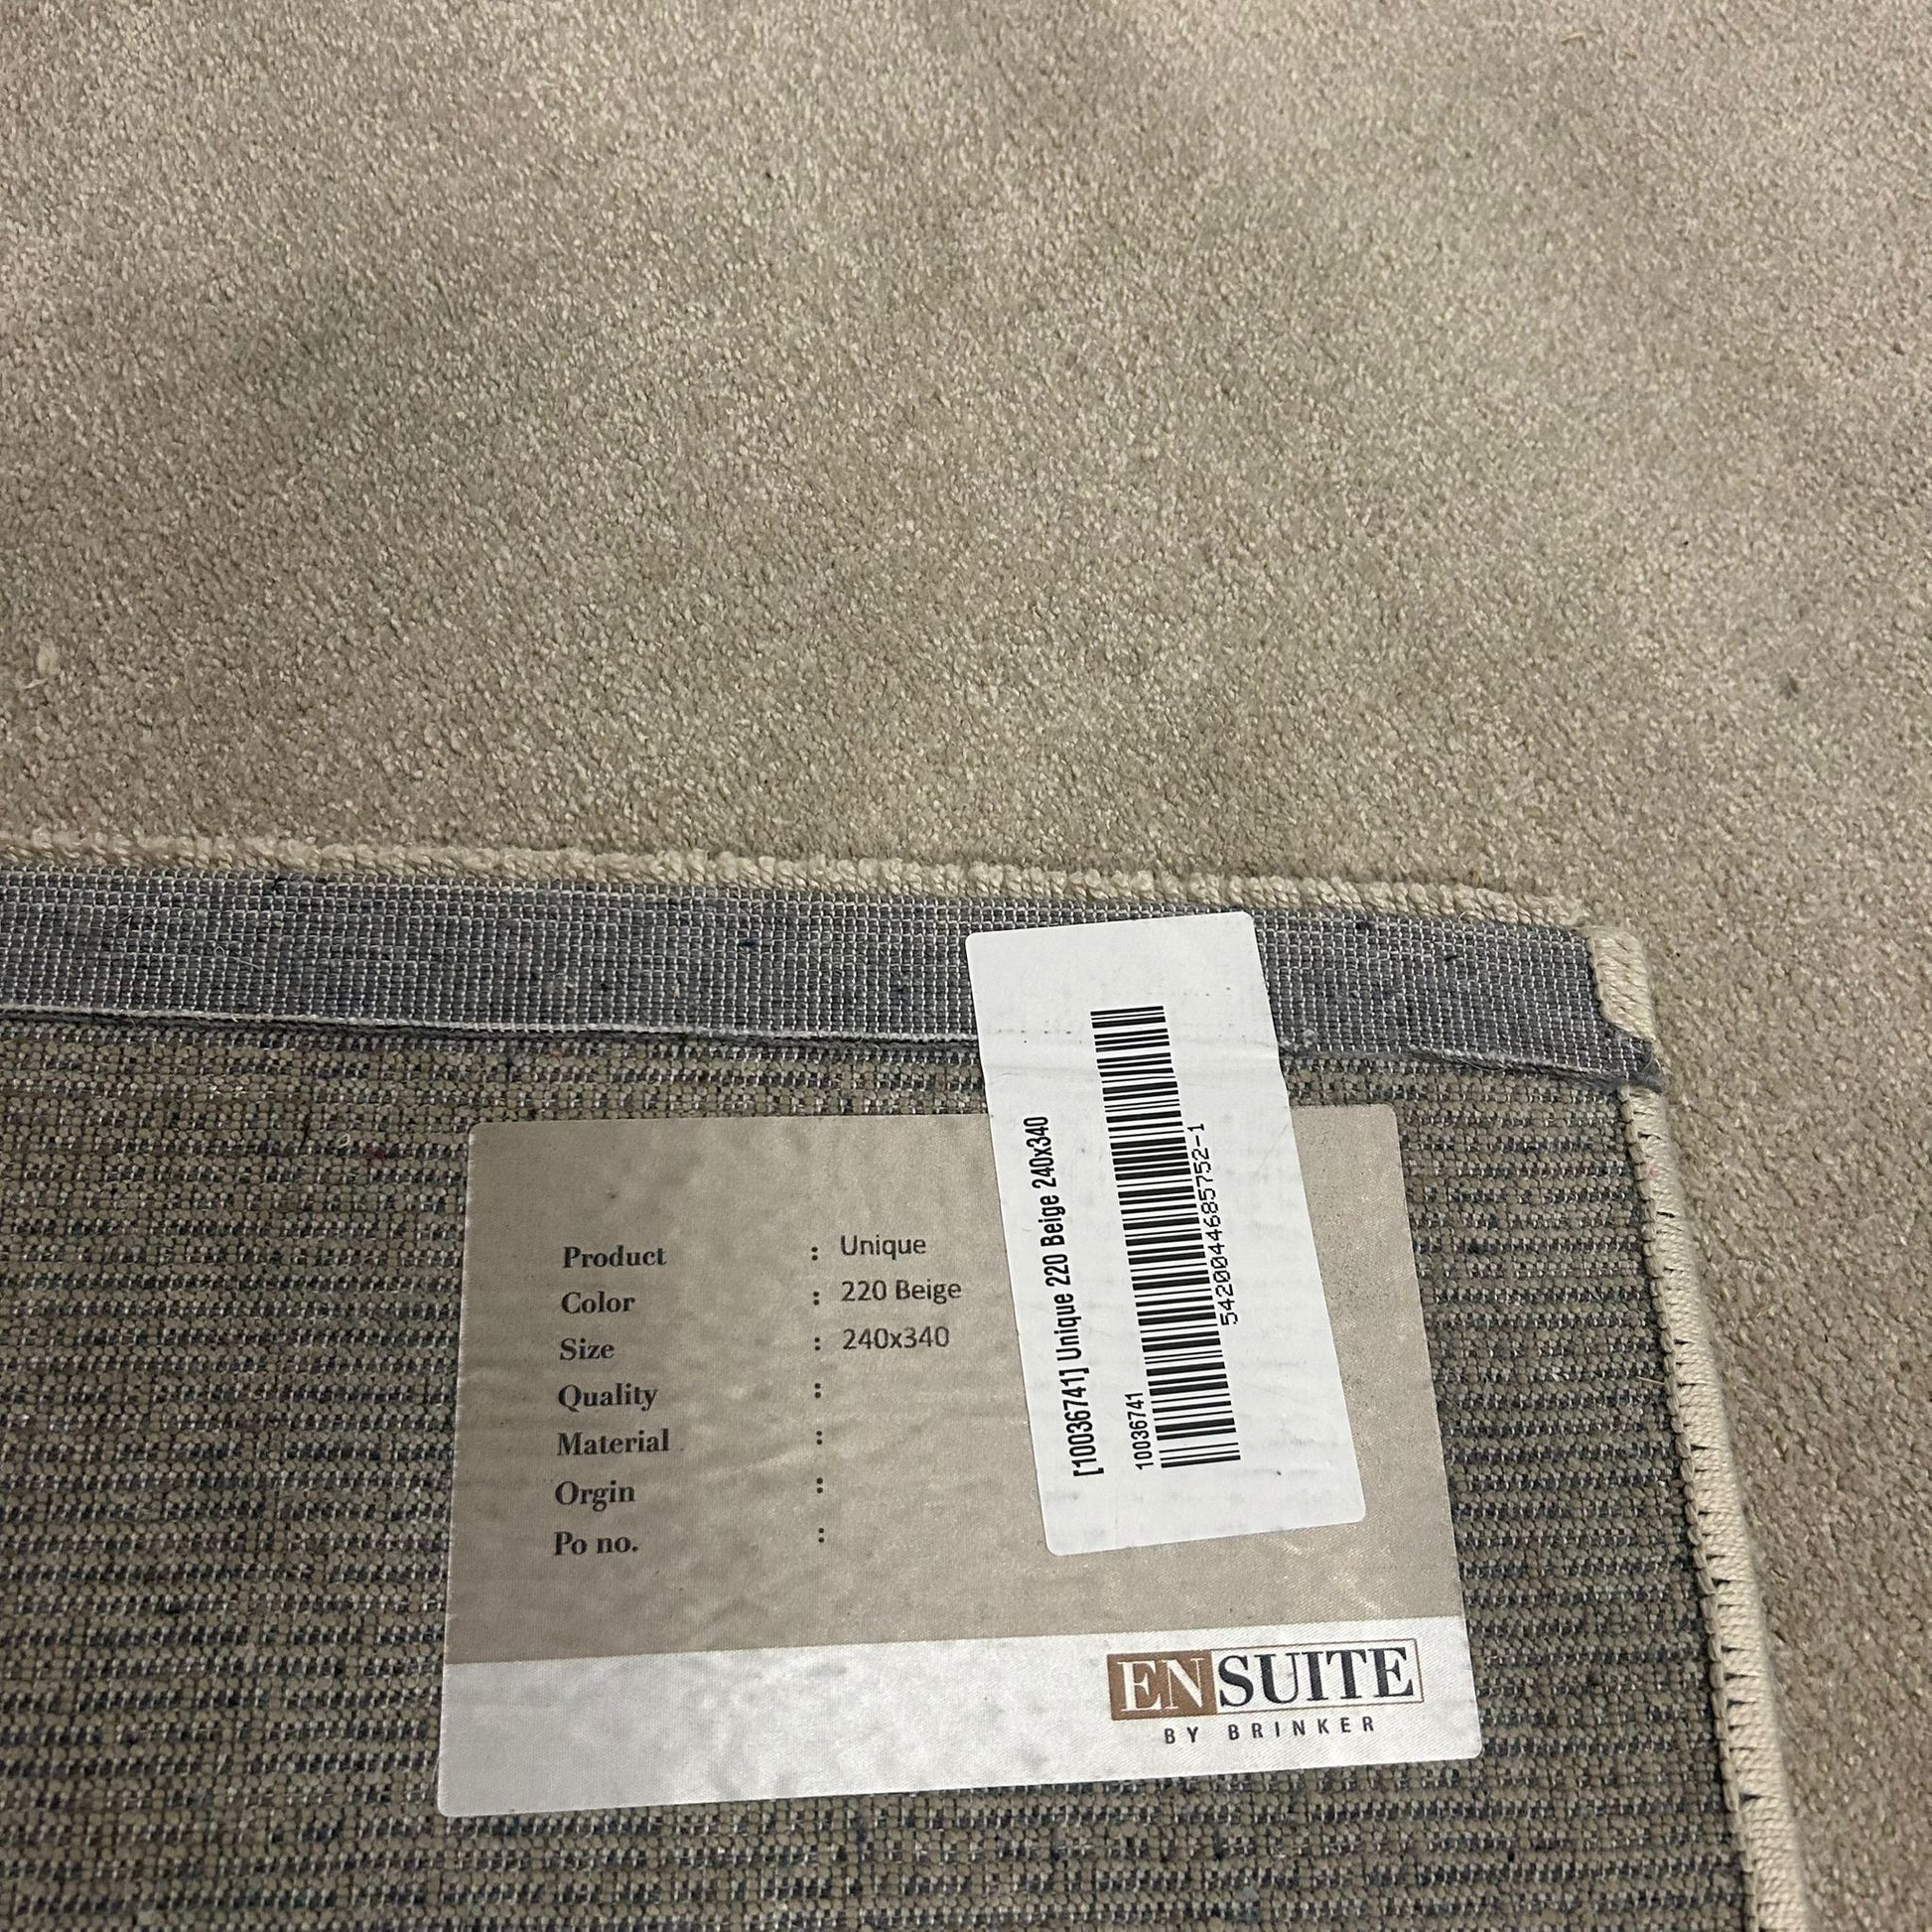 Product : Unique
Color : 220 Beige
Size : 240x340
Quality :
Material :
Orgin :
Po no. :
[10036741] Unique 220 Beige 240x340
10036741
5420044685752-1
ENSUITE
BY BRINKER